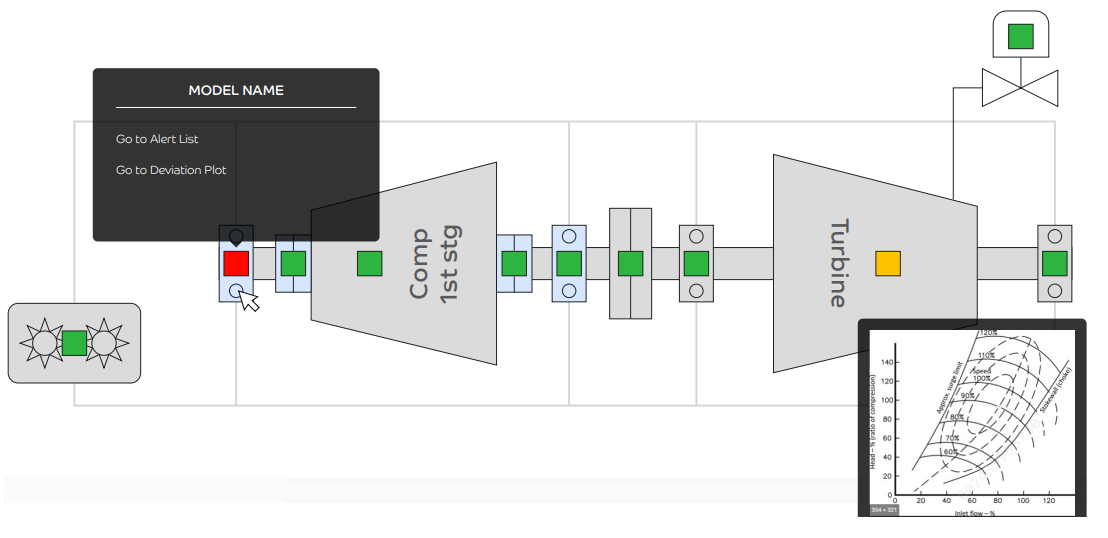 MODEL NAME
Go to Alert List
Go to Deviation Plot
Comp
1st stg
Turbine
120%
110%
Speed
100%
90%
80%
70%
60%
Approx. surge limit
Stokewall (choke)
Head – % (ratio of compression)
140
120
100
80
60
40
20
0
0
20
40
60
80
100
120
Inlet flow – %
354 × 321